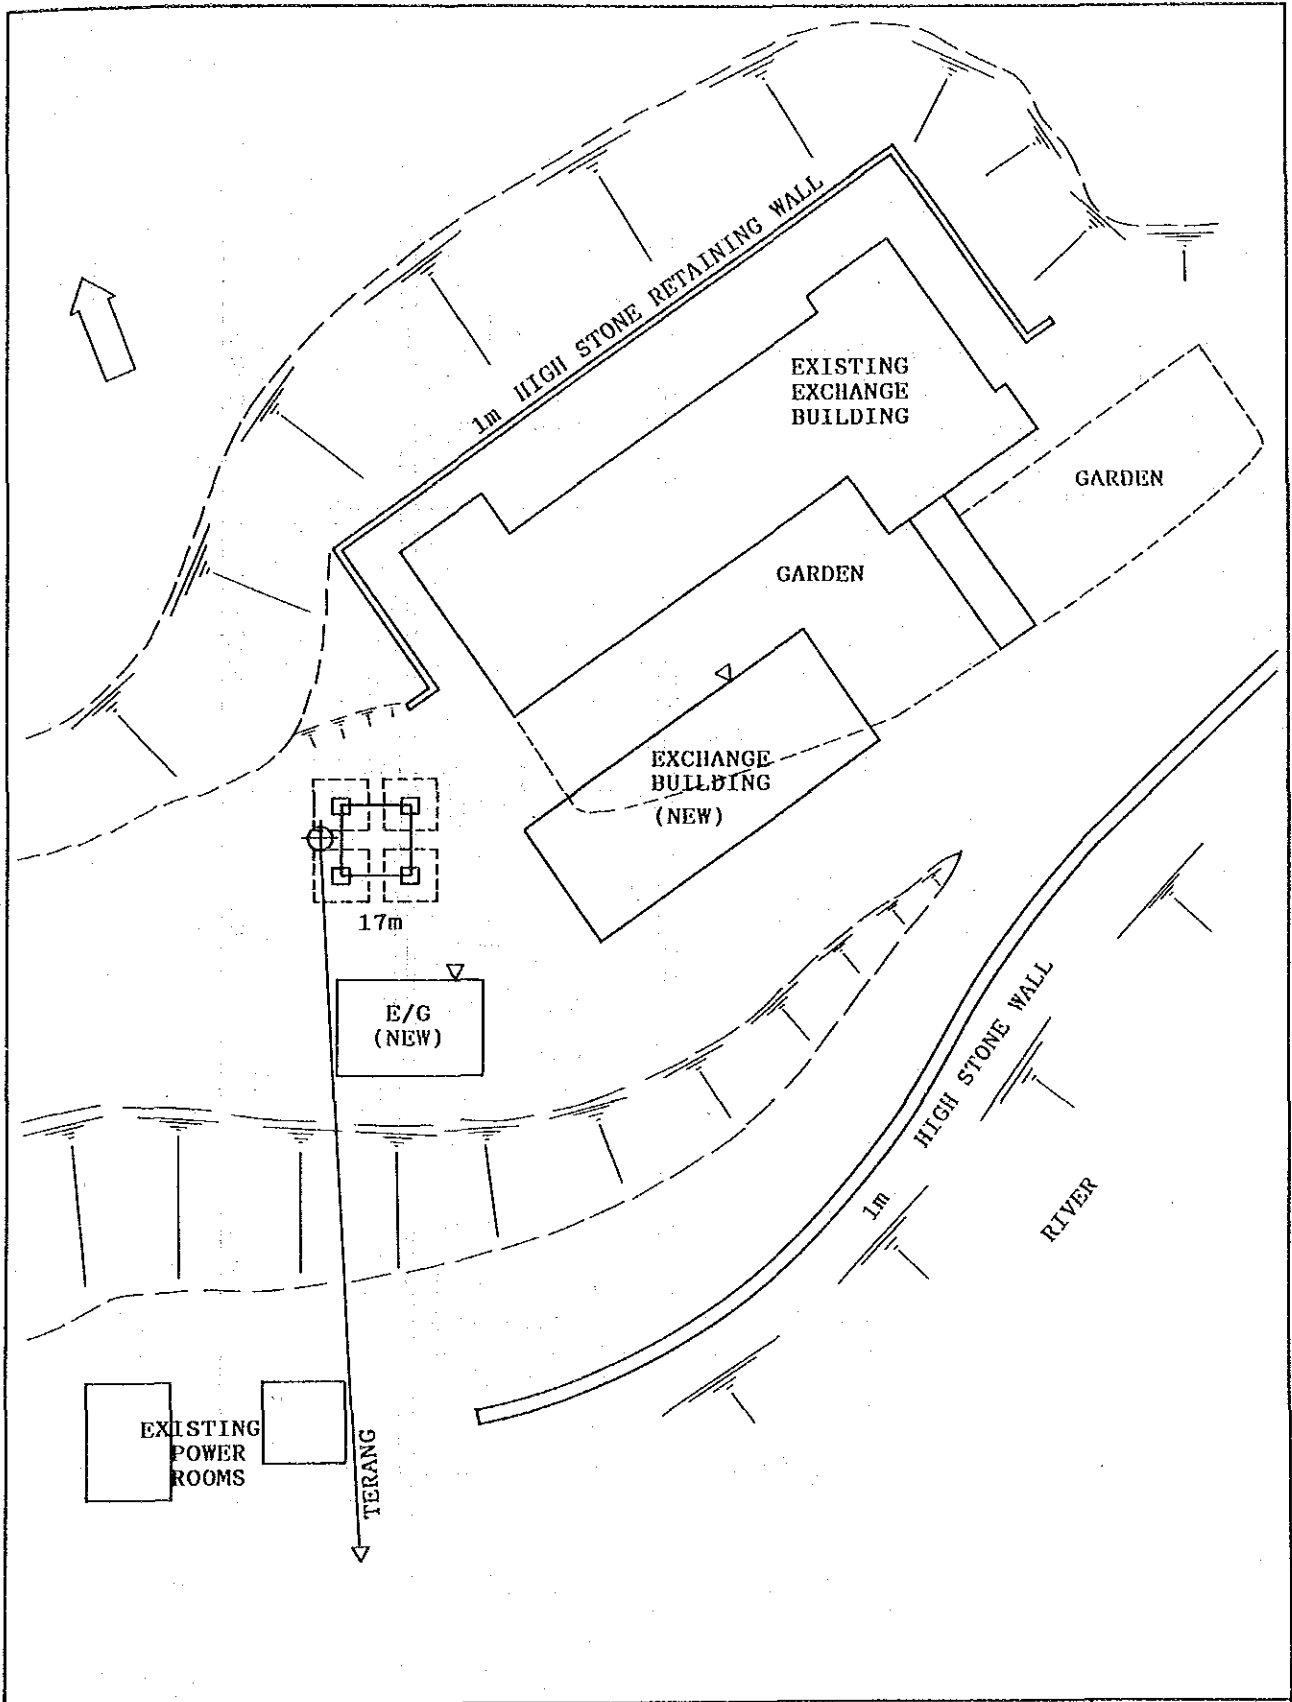 1m HIGH STONE RETAINING WALL
EXISTING
EXCHANGE
BUILDING
GARDEN
GARDEN
EXCHANGE
BUILDING
(NEW)
17m
E/G
(NEW)
1m HIGH STONE WALL
RIVER
EXISTING
POWER
ROOMS
TERANG